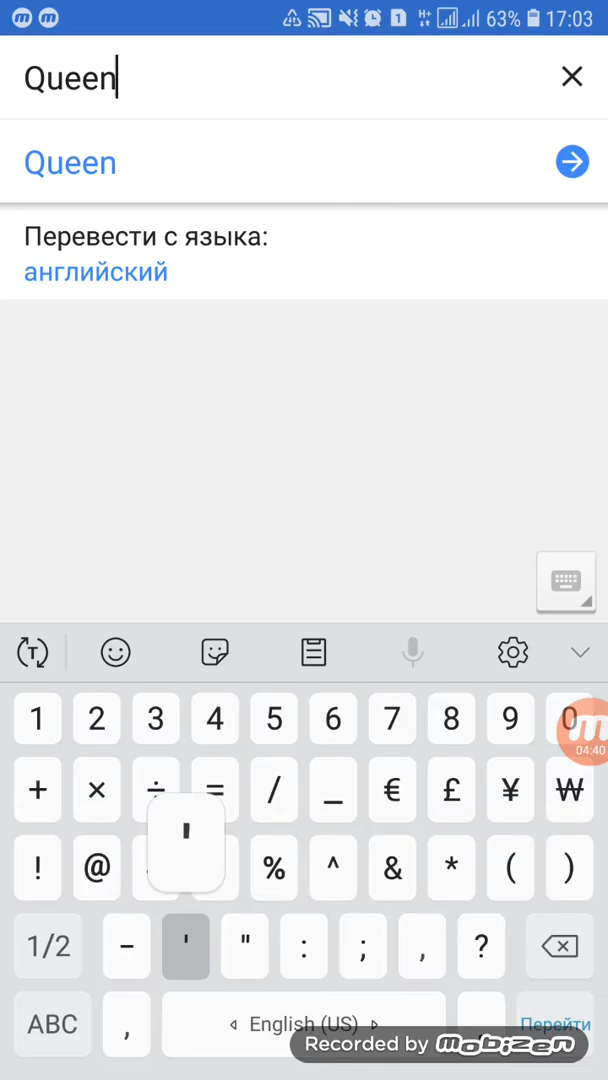 1 H+ 63% 17:03
Queen
Queen
Перевести с языка:
английский
T
1 2 3 4 5 6 7 8 9 0
04:40
+ × ÷ = / _ € £ ¥ ₩
'
! @ % ^ & * ( )
1/2 - ' " : ; , ?
ABC , English (US) Перейти
Recorded by mobizen